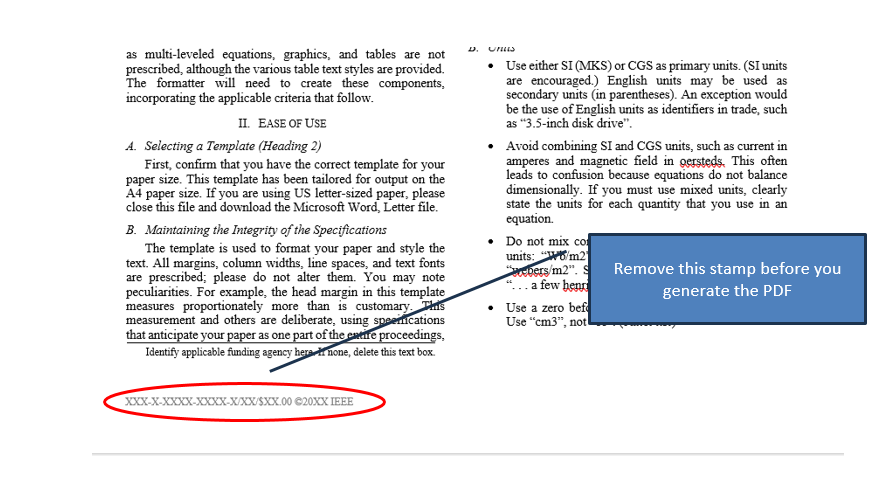 as multi-leveled equations, graphics, and tables are not
prescribed, although the various table text styles are provided.
The formatter will need to create these components,
incorporating the applicable criteria that follow.
II. EASE OF USE
A. Selecting a Template (Heading 2)
First, confirm that you have the correct template for your
paper size. This template has been tailored for output on the
A4 paper size. If you are using US letter-sized paper, please
close this file and download the Microsoft Word, Letter file.
B. Maintaining the Integrity of the Specifications
The template is used to format your paper and style the
text. All margins, column widths, line spaces, and text fonts
are prescribed; please do not alter them. You may note
peculiarities. For example, the head margin in this template
measures proportionately more than is customary. This
measurement and others are deliberate, using specifications
that anticipate your paper as one part of the entire proceedings,
Identify applicable funding agency here. If none, delete this text box.
XXX-X-XXXX-XXXX-X/XX/$XX.00 ©20XX IEEE
B. Units
• Use either SI (MKS) or CGS as primary units. (SI units
are encouraged.) English units may be used as
secondary units (in parentheses). An exception would
be the use of English units as identifiers in trade, such
as “3.5-inch disk drive”.
• Avoid combining SI and CGS units, such as current in
amperes and magnetic field in oersteds. This often
leads to confusion because equations do not balance
dimensionally. If you must use mixed units, clearly
state the units for each quantity that you use in an
equation.
• Do not mix
units: “Wb/m2”
“webers/m2”.
“. . . a few
• Use a zero
Use “cm3”, not
Remove this stamp before you
generate the PDF